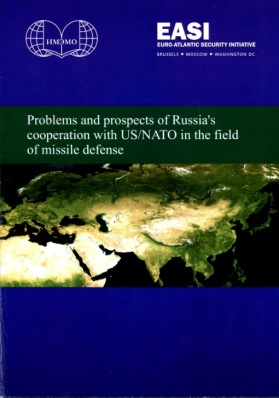 ИМЭМО
EASI
EURO-ATLANTIC SECURITY INITIATIVE
BRUSSELS • MOSCOW • WASHINGTON DC
Problems and prospects of Russia's
cooperation with US/NATO in the field
of missile defense